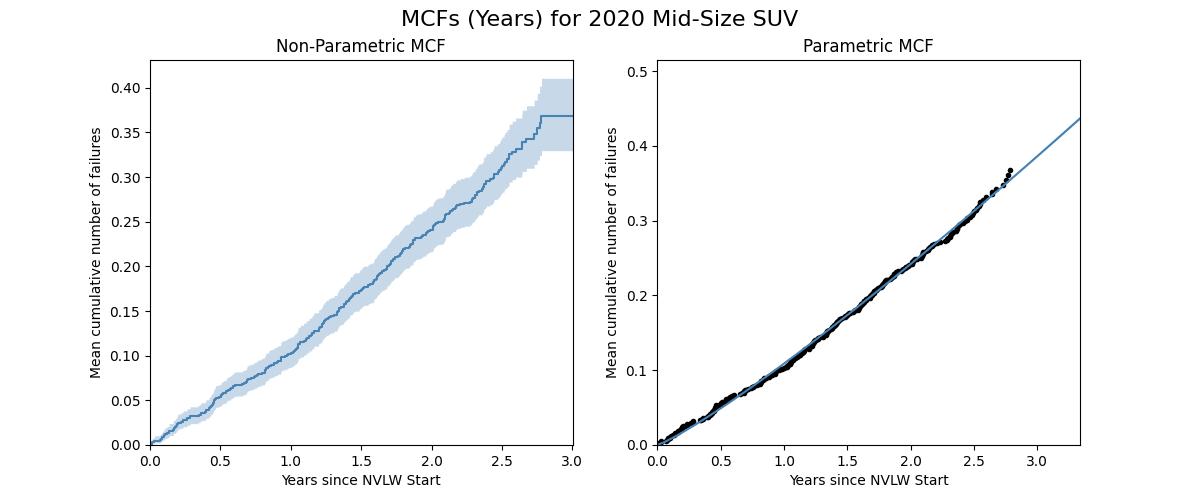 MCFs (Years) for 2020 Mid-Size SUV
Non-Parametric MCF
Mean cumulative number of failures
0.40
0.35
0.30
0.25
0.20
0.15
0.10
0.05
0.00
0.0 0.5 1.0 1.5 2.0 2.5 3.0
Years since NVLW Start
Parametric MCF
Mean cumulative number of failures
0.5
0.4
0.3
0.2
0.1
0.0
0.0 0.5 1.0 1.5 2.0 2.5 3.0
Years since NVLW Start